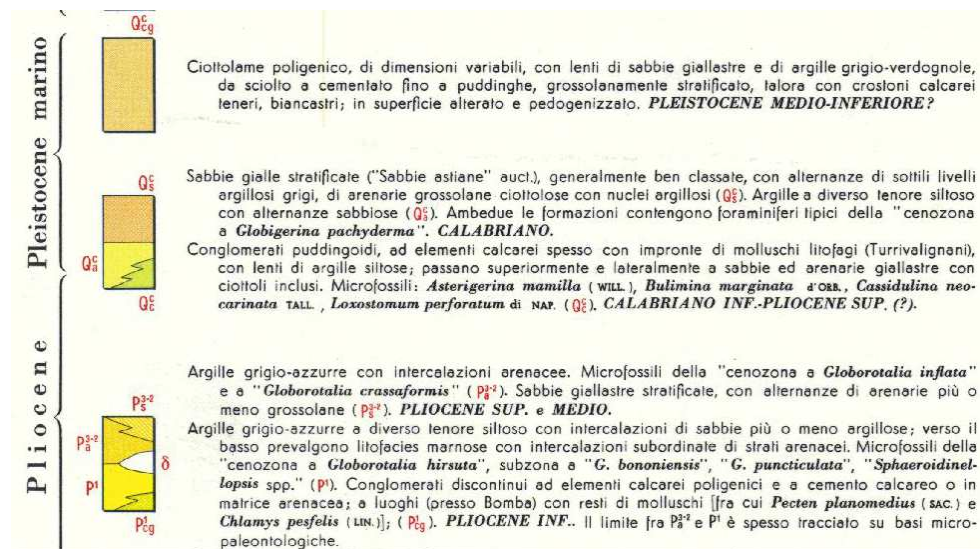 Q^c_cg
Pleistocene marino
Ciottolame poligenico, di dimensioni variabili, con lenti di sabbie giallastre e di argille grigio-verdognole,
da sciolto a cementato fino a puddinghe, grossolanamente stratificato, talora con crostoni calcarei
teneri, biancastri; in superficie alterato e pedogenizzato. PLEISTOCENE MEDIO-INFERIORE?
Q^c_s
Q^c_a
Q^c_c
Sabbie gialle stratificate ("Sabbie astiane" auct.), generalmente ben classate, con alternanze di sottili livelli
argillosi grigi, di arenarie grossolane ciottolose con nuclei argillosi (Q^c_s). Argille a diverso tenore siltoso
con alternanze sabbiose (Q^c_a). Ambedue le formazioni contengono foraminiferi tipici della "cenozona
a Globigerina pachyderma". CALABRIANO.
Conglomerati puddingoidi, ad elementi calcarei spesso con impronte di molluschi litofagi (Turrivalignani),
con lenti di argille siltose; passano superiormente e lateralmente a sabbie ed arenarie giallastre con
ciottoli inclusi. Microfossili: Asterigerina mamilla (WILL.), Bulimina marginata d'ORB., Cassidulina neo-
carinata TALL., Loxostomum perforatum di NAP. (Q^c_c). CALABRIANO INF.-PLIOCENE SUP. (?).
Pliocene
P^3-2_s
P^3-2_a
δ
P^1
P^1_cg
Argille grigio-azzurre con intercalazioni arenacee. Microfossili della "cenozona a Globorotalia inflata"
e a "Globorotalia crassaformis" (P^3-2_a). Sabbie giallastre stratificate, con alternanze di arenarie più o
meno grossolane (P^3-2_s). PLIOCENE SUP. e MEDIO.
Argille grigio-azzurre a diverso tenore siltoso con intercalazioni di sabbie più o meno argillose; verso il
basso prevalgono litofacies marnose con intercalazioni subordinate di strati arenacei. Microfossili della
"cenozona a Globorotalia hirsuta", subzona a "G. bononiensis", "G. puncticulata", "Sphaeroidinel-
lopsis spp." (P^1). Conglomerati discontinui ad elementi calcarei poligenici e a cemento calcareo o in
matrice arenacea; a luoghi (presso Bomba) con resti di molluschi [fra cui Pecten planomedius (SAC.) e
Chlamys pesfelis (LIN.)]; (P^1_cg). PLIOCENE INF.. Il limite fra P^3-2_a e P^1 è spesso tracciato su basi micro-
paleontologiche.